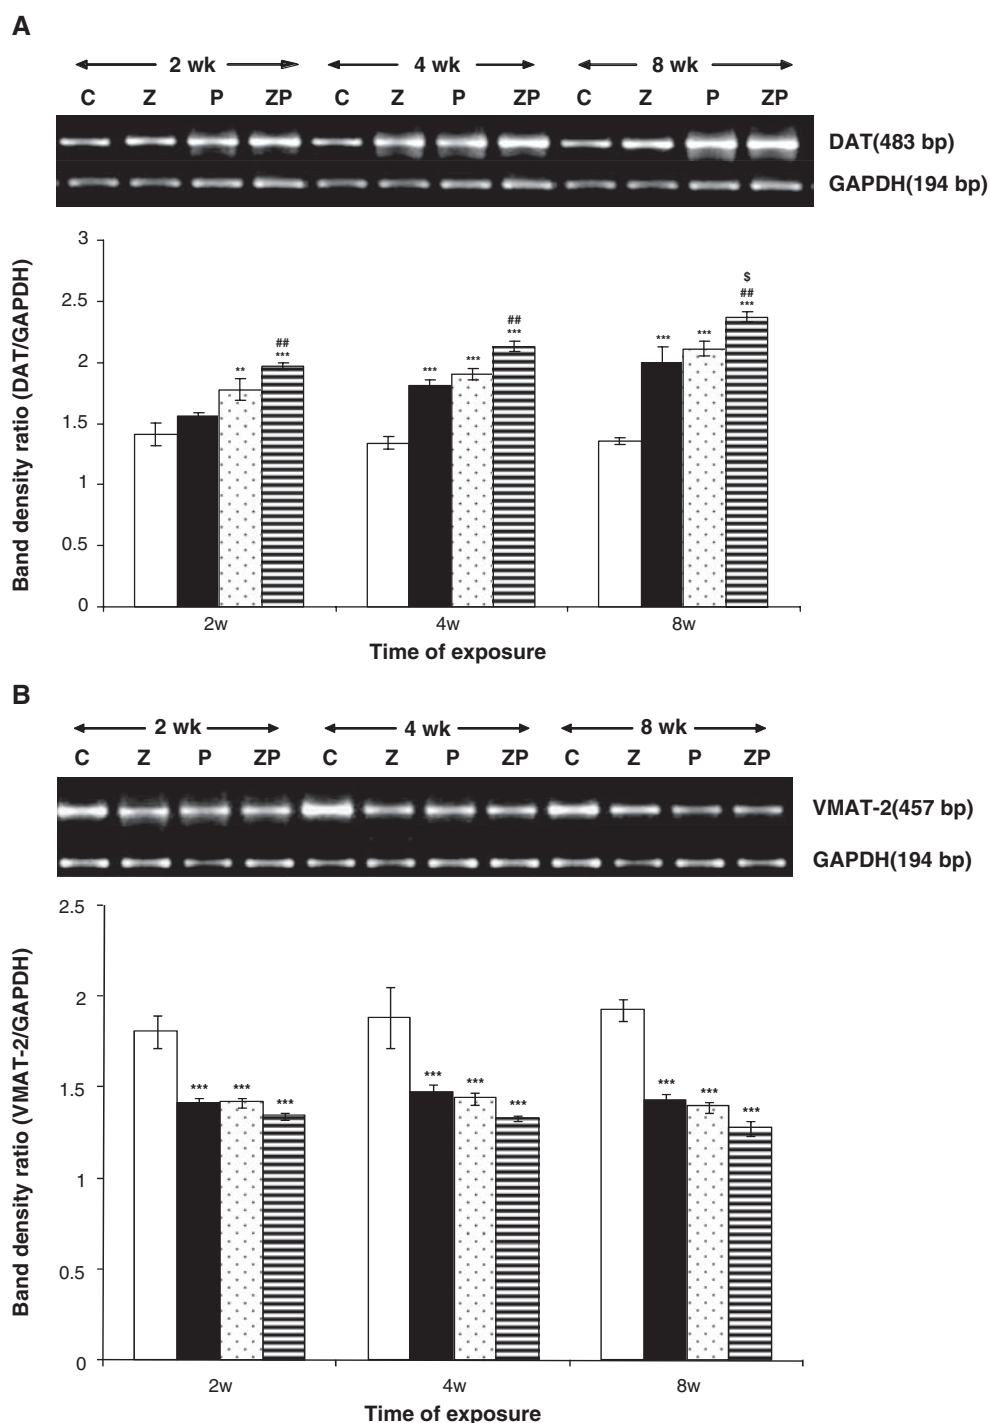 A
2 wk 4 wk 8 wk
C Z P ZP C Z P ZP C Z P ZP
DAT(483 bp)
GAPDH(194 bp)
Band density ratio (DAT/GAPDH)
3
2.5
2
1.5
1
0.5
0
** 
##
***
***
***
##
***
***
***
$
##
***
2w 4w 8w
Time of exposure
B
2 wk 4 wk 8 wk
C Z P ZP C Z P ZP C Z P ZP
VMAT-2(457 bp)
GAPDH(194 bp)
Band density ratio (VMAT-2/GAPDH)
2.5
2
1.5
1
0.5
0
*** *** ***
*** *** ***
*** *** ***
2w 4w 8w
Time of exposure